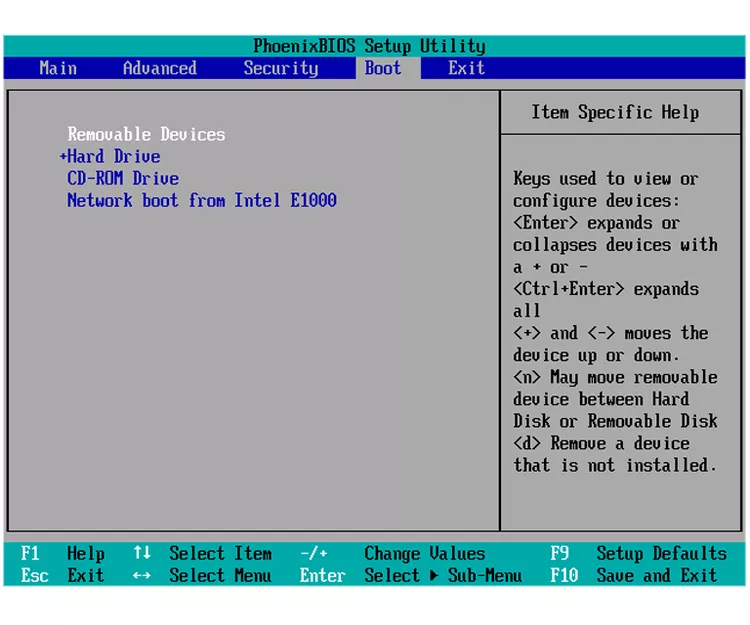 PhoenixBIOS Setup Utility
Main Advanced Security Boot Exit
Removable Devices
+Hard Drive
CD-ROM Drive
Network boot from Intel E1000
Item Specific Help
Keys used to view or
configure devices:
<Enter> expands or
collapses devices with
a + or -
<Ctrl+Enter> expands
all
<+> and <-> moves the
device up or down.
<n> May move removable
device between Hard
Disk or Removable Disk
<d> Remove a device
that is not installed.
F1 Help ↑↓ Select Item -/+ Change Values F9 Setup Defaults
Esc Exit ↔ Select Menu Enter Select ▶ Sub-Menu F10 Save and Exit